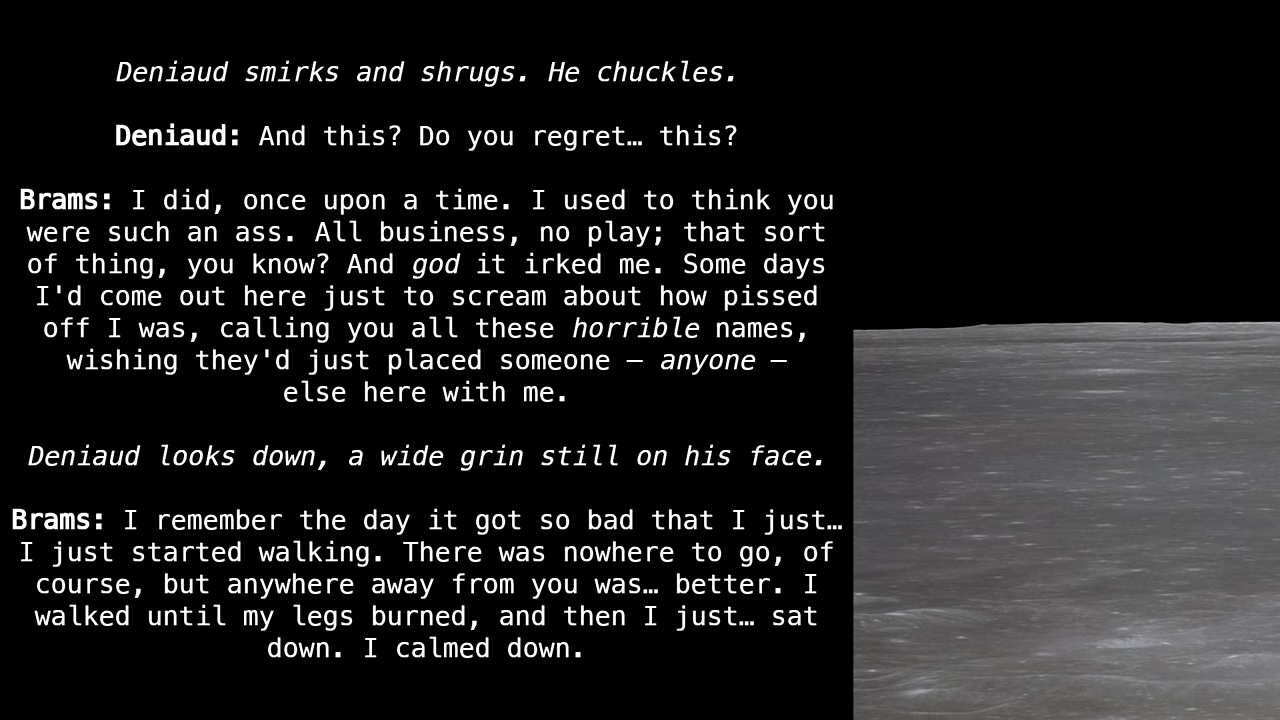 Deniaud smirks and shrugs. He chuckles.
Deniaud: And this? Do you regret… this?
Brams: I did, once upon a time. I used to think you
were such an ass. All business, no play; that sort
of thing, you know? And god it irked me. Some days
I'd come out here just to scream about how pissed
off I was, calling you all these horrible names,
wishing they'd just placed someone — anyone —
else here with me.
Deniaud looks down, a wide grin still on his face.
Brams: I remember the day it got so bad that I just…
I just started walking. There was nowhere to go, of
course, but anywhere away from you was… better. I
walked until my legs burned, and then I just… sat
down. I calmed down.